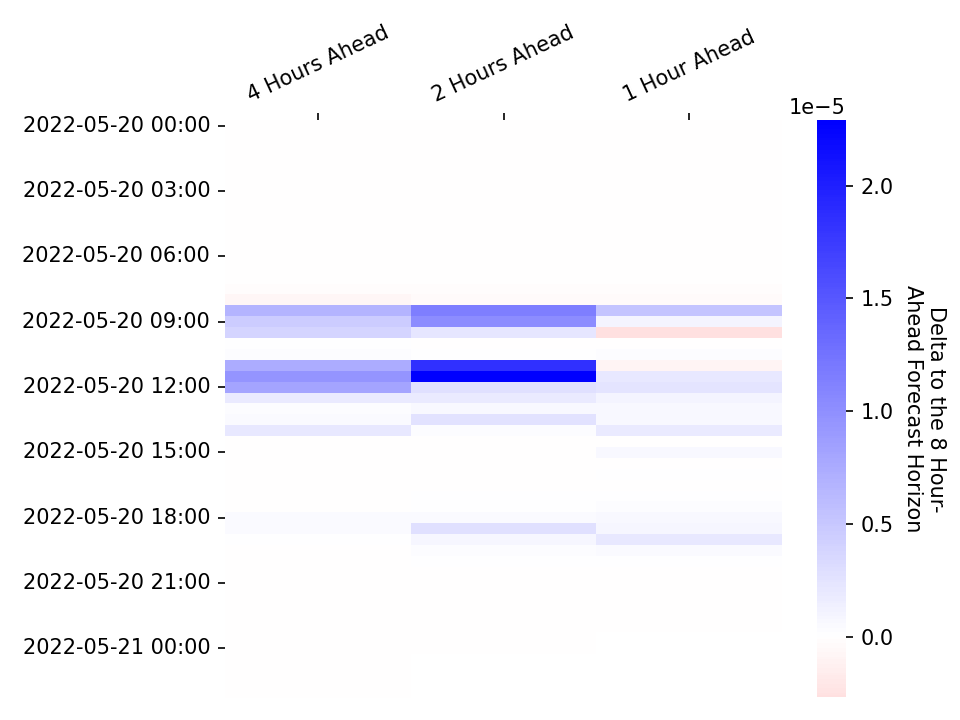 4 Hours Ahead
2 Hours Ahead
1 Hour Ahead
1e−5
2022-05-20 00:00
2022-05-20 03:00
2022-05-20 06:00
2022-05-20 09:00
2022-05-20 12:00
2022-05-20 15:00
2022-05-20 18:00
2022-05-20 21:00
2022-05-21 00:00
2.0
1.5
1.0
0.5
0.0
Delta to the 8 Hour-
Ahead Forecast Horizon